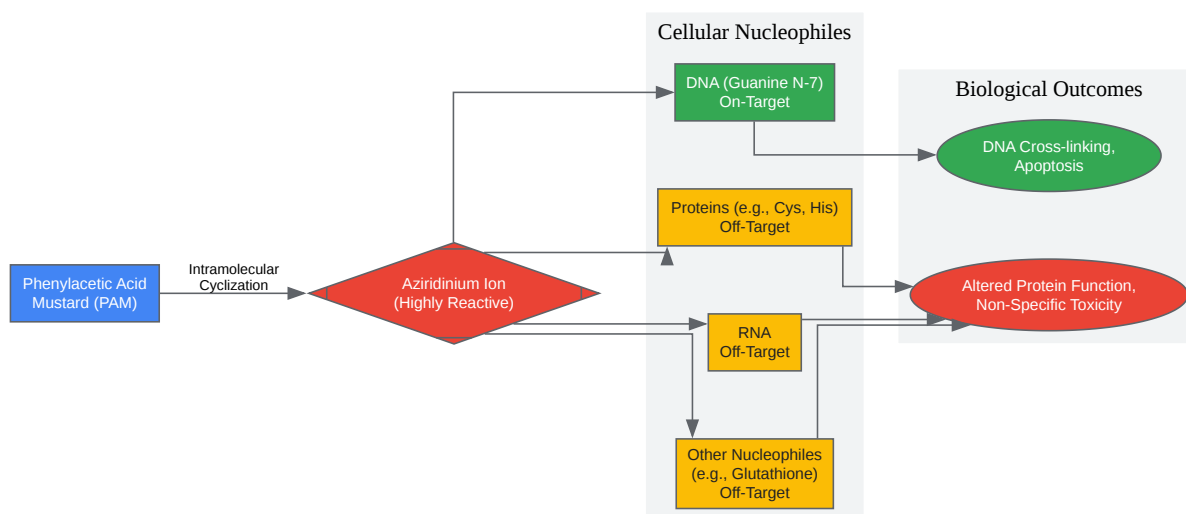 Cellular Nucleophiles
Biological Outcomes
DNA (Guanine N-7)
On-Target
DNA Cross-linking,
Apoptosis
Proteins (e.g., Cys, His)
Off-Target
Phenylacetic Acid
Mustard (PAM)
Intramolecular
Cyclization
Aziridinium Ion
(Highly Reactive)
Altered Protein Function,
Non-Specific Toxicity
RNA
Off-Target
Other Nucleophiles
(e.g., Glutathione)
Off-Target